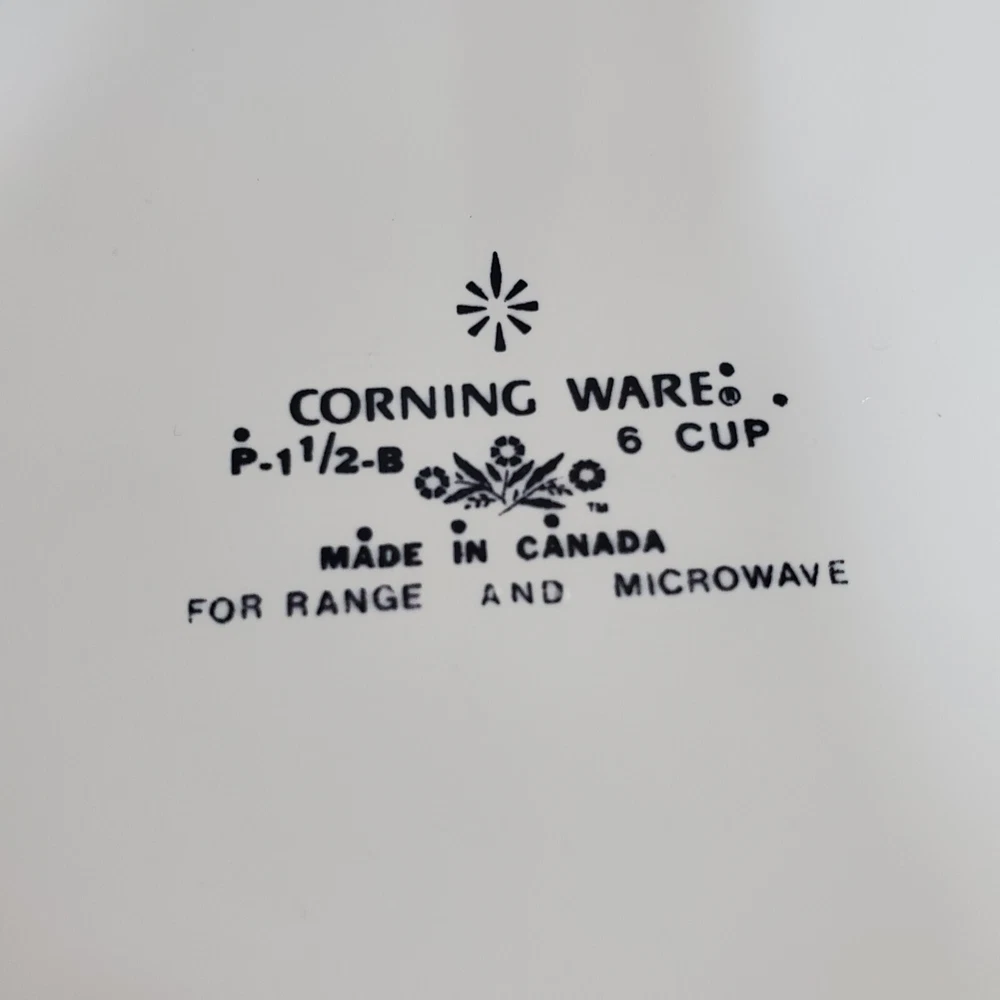 CORNING WARE®
P-1 1/2-B 6 CUP
™
MADE IN CANADA
FOR RANGE AND MICROWAVE